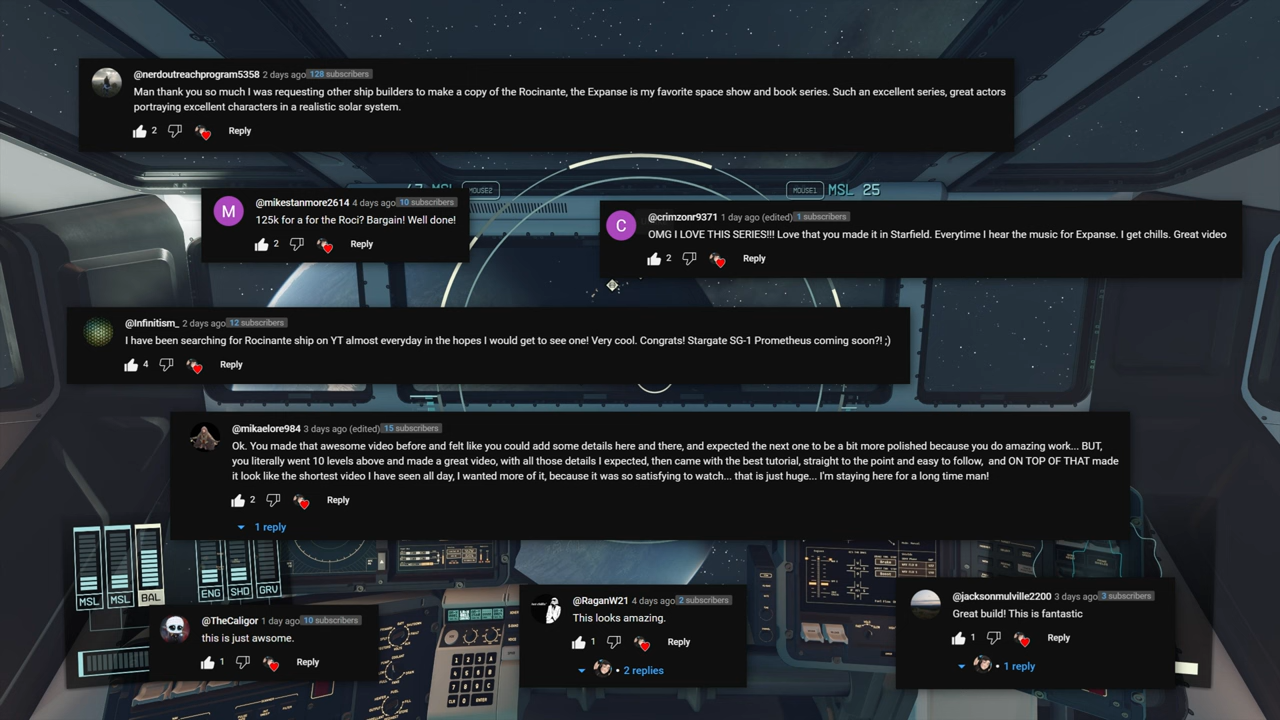 @nerdoutreachprogram5358 2 days ago 128 subscribers
Man thank you so much I was requesting other ship builders to make a copy of the Rocinante, the Expanse is my favorite space show and book series. Such an excellent series, great actors
portraying excellent characters in a realistic solar system.
2 Reply
MOUSE2
MOUSE1 MSL 25
@mikestanmore2614 4 days ago 10 subscribers
M
125k for a for the Roci? Bargain! Well done!
2 Reply
@crimzonr9371 1 day ago (edited) 1 subscribers
C
OMG I LOVE THIS SERIES!!! Love that you made it in Starfield. Everytime I hear the music for Expanse. I get chills. Great video
2 Reply
@Infinitism_ 2 days ago 12 subscribers
I have been searching for Rocinante ship on YT almost everyday in the hopes I would get to see one! Very cool. Congrats! Stargate SG-1 Prometheus coming soon?! ;)
4 Reply
@mikaelore984 3 days ago (edited) 15 subscribers
Ok. You made that awesome video before and felt like you could add some details here and there, and expected the next one to be a bit more polished because you do amazing work... BUT,
you literally went 10 levels above and made a great video, with all those details I expected, then came with the best tutorial, straight to the point and easy to follow, and ON TOP OF THAT made
it look like the shortest video I have seen all day, I wanted more of it, because it was so satisfying to watch... that is just huge... I'm staying here for a long time man!
2 Reply
1 reply
MSL MSL BAL ENG SHD GRV
@TheCaligor 1 day ago 10 subscribers
this is just awsome.
1 Reply
@RaganW21 4 days ago 2 subscribers
This looks amazing.
1 Reply
• 2 replies
@jacksonmulville2200 3 days ago 3 subscribers
Great build! This is fantastic
1 Reply
• 1 reply